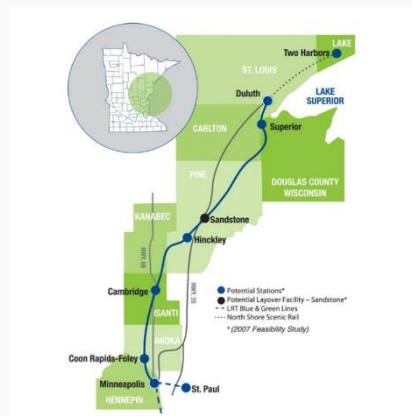 LAKE
Two Harbors
ST. LOUIS
Duluth
LAKE
SUPERIOR
CARLTON
Superior
DOUGLAS COUNTY
WISCONSIN
PINE
KANABEC
Sandstone
HWY. 65
Hinckley
HWY. 35
Cambridge
ISANTI
Potential Stations*
Potential Layover Facility – Sandstone*
LRT Blue & Green Lines
North Shore Scenic Rail
* (2007 Feasibility Study)
ANOKA
Coon Rapids-Foley
Minneapolis
St. Paul
HENNEPIN